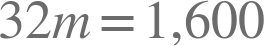 32m = 1,600